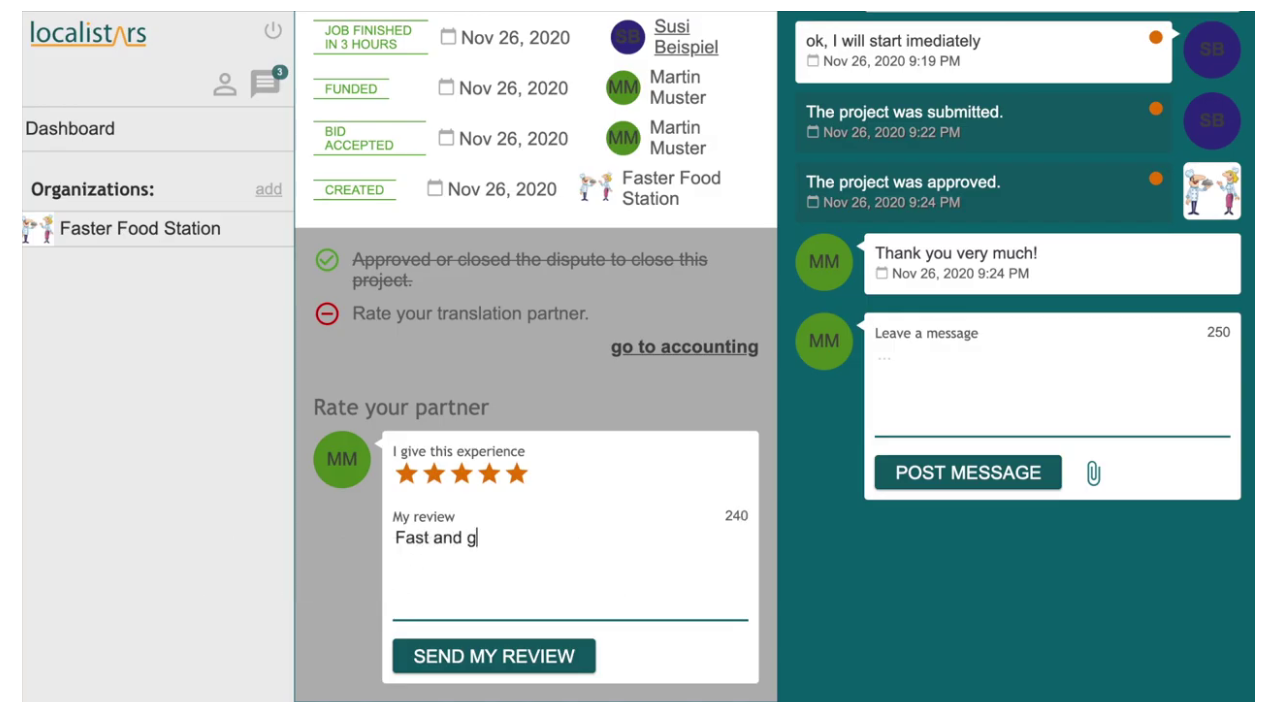 localistars
3
Dashboard
Organizations:
add
Faster Food Station
JOB FINISHED
IN 3 HOURS
Nov 26, 2020
SB
Susi
Beispiel
FUNDED
Nov 26, 2020
MM
Martin
Muster
BID
ACCEPTED
Nov 26, 2020
MM
Martin
Muster
CREATED
Nov 26, 2020
Faster Food
Station
Approved or closed the dispute to close this
project.
Rate your translation partner.
go to accounting
Rate your partner
MM
I give this experience
My review
240
Fast and g
SEND MY REVIEW
ok, I will start imediately
Nov 26, 2020 9:19 PM
SB
The project was submitted.
Nov 26, 2020 9:22 PM
SB
The project was approved.
Nov 26, 2020 9:24 PM
MM
Thank you very much!
Nov 26, 2020 9:24 PM
MM
Leave a message
250
...
POST MESSAGE